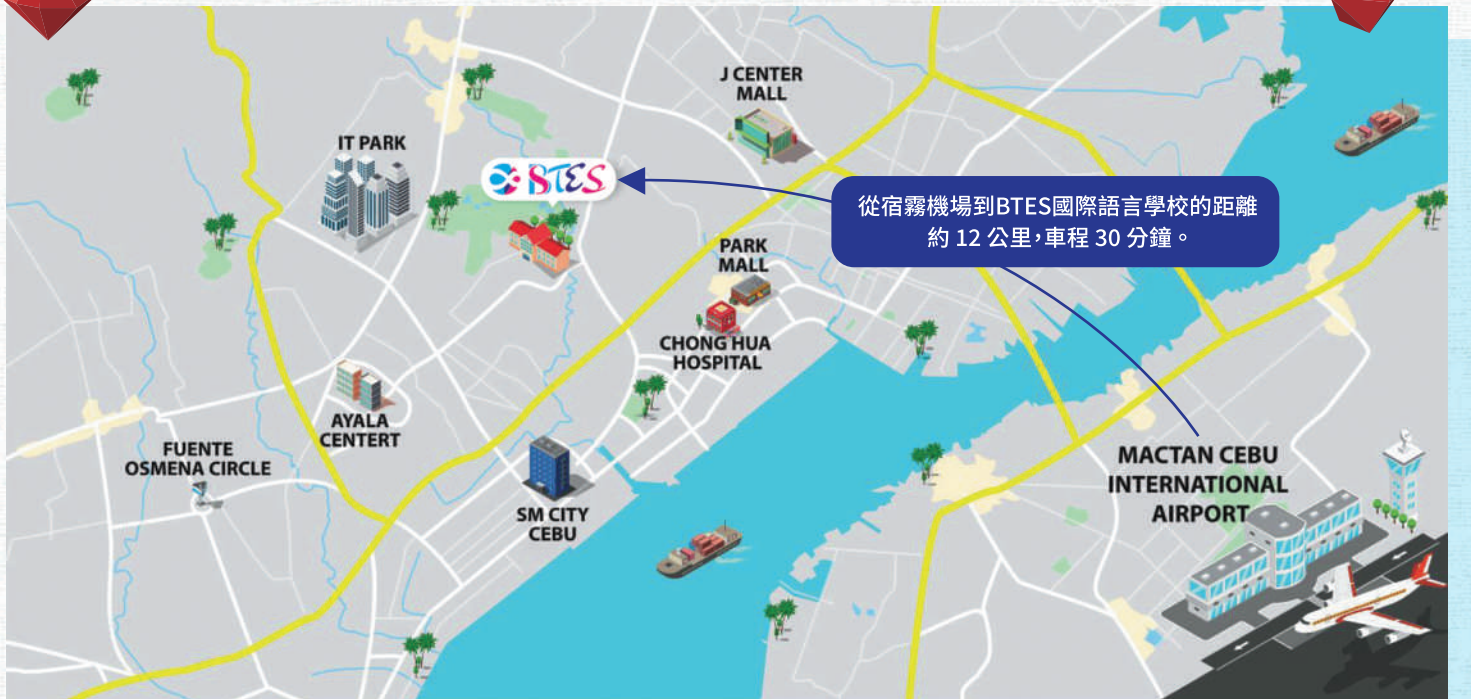 J CENTER
MALL
IT PARK
BTES
從宿霧機場到BTES國際語言學校的距離
約 12 公里,車程 30 分鐘。
PARK
MALL
CHONG HUA
HOSPITAL
AYALA
CENTERT
FUENTE
OSMENA CIRCLE
SM CITY
CEBU
MACTAN CEBU
INTERNATIONAL
AIRPORT